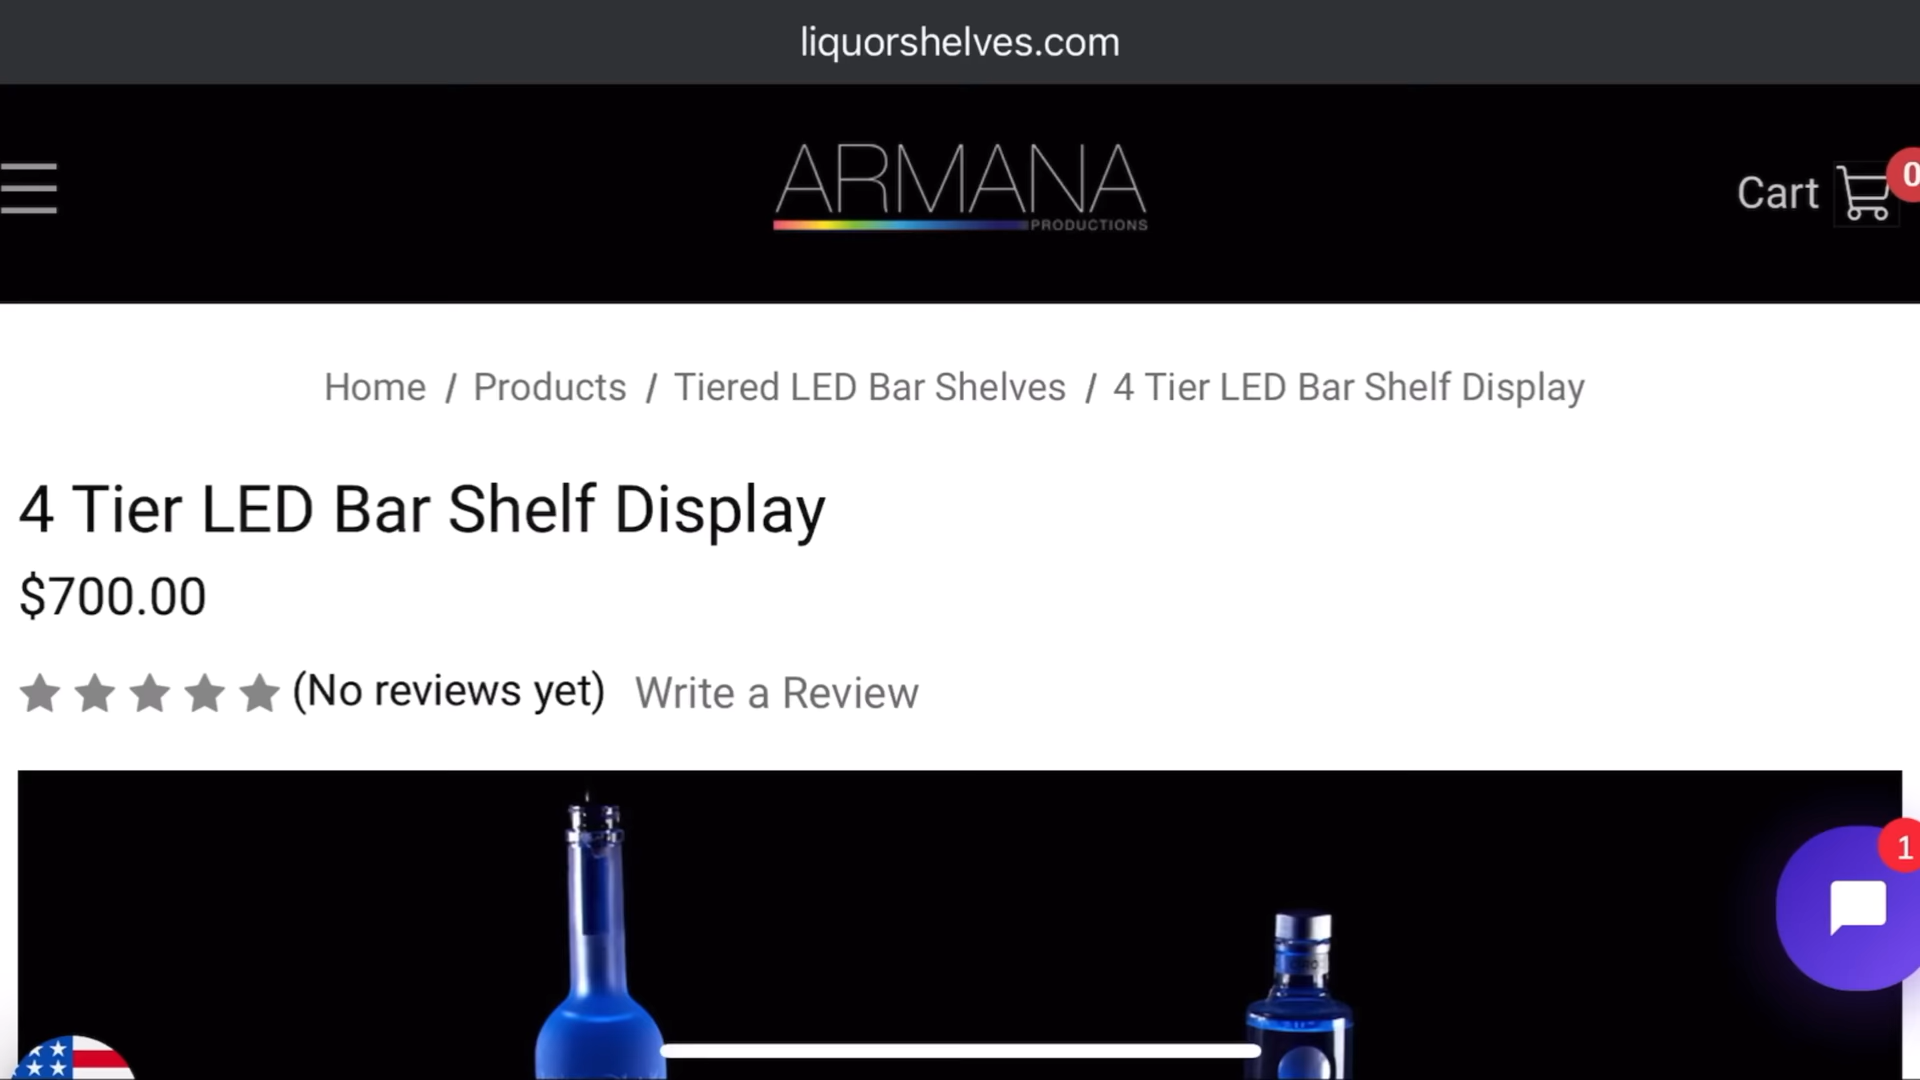 liquorshelves.com
ARMANA
PRODUCTIONS
Cart
0
Home / Products / Tiered LED Bar Shelves / 4 Tier LED Bar Shelf Display
4 Tier LED Bar Shelf Display
$700.00
(No reviews yet) Write a Review
1